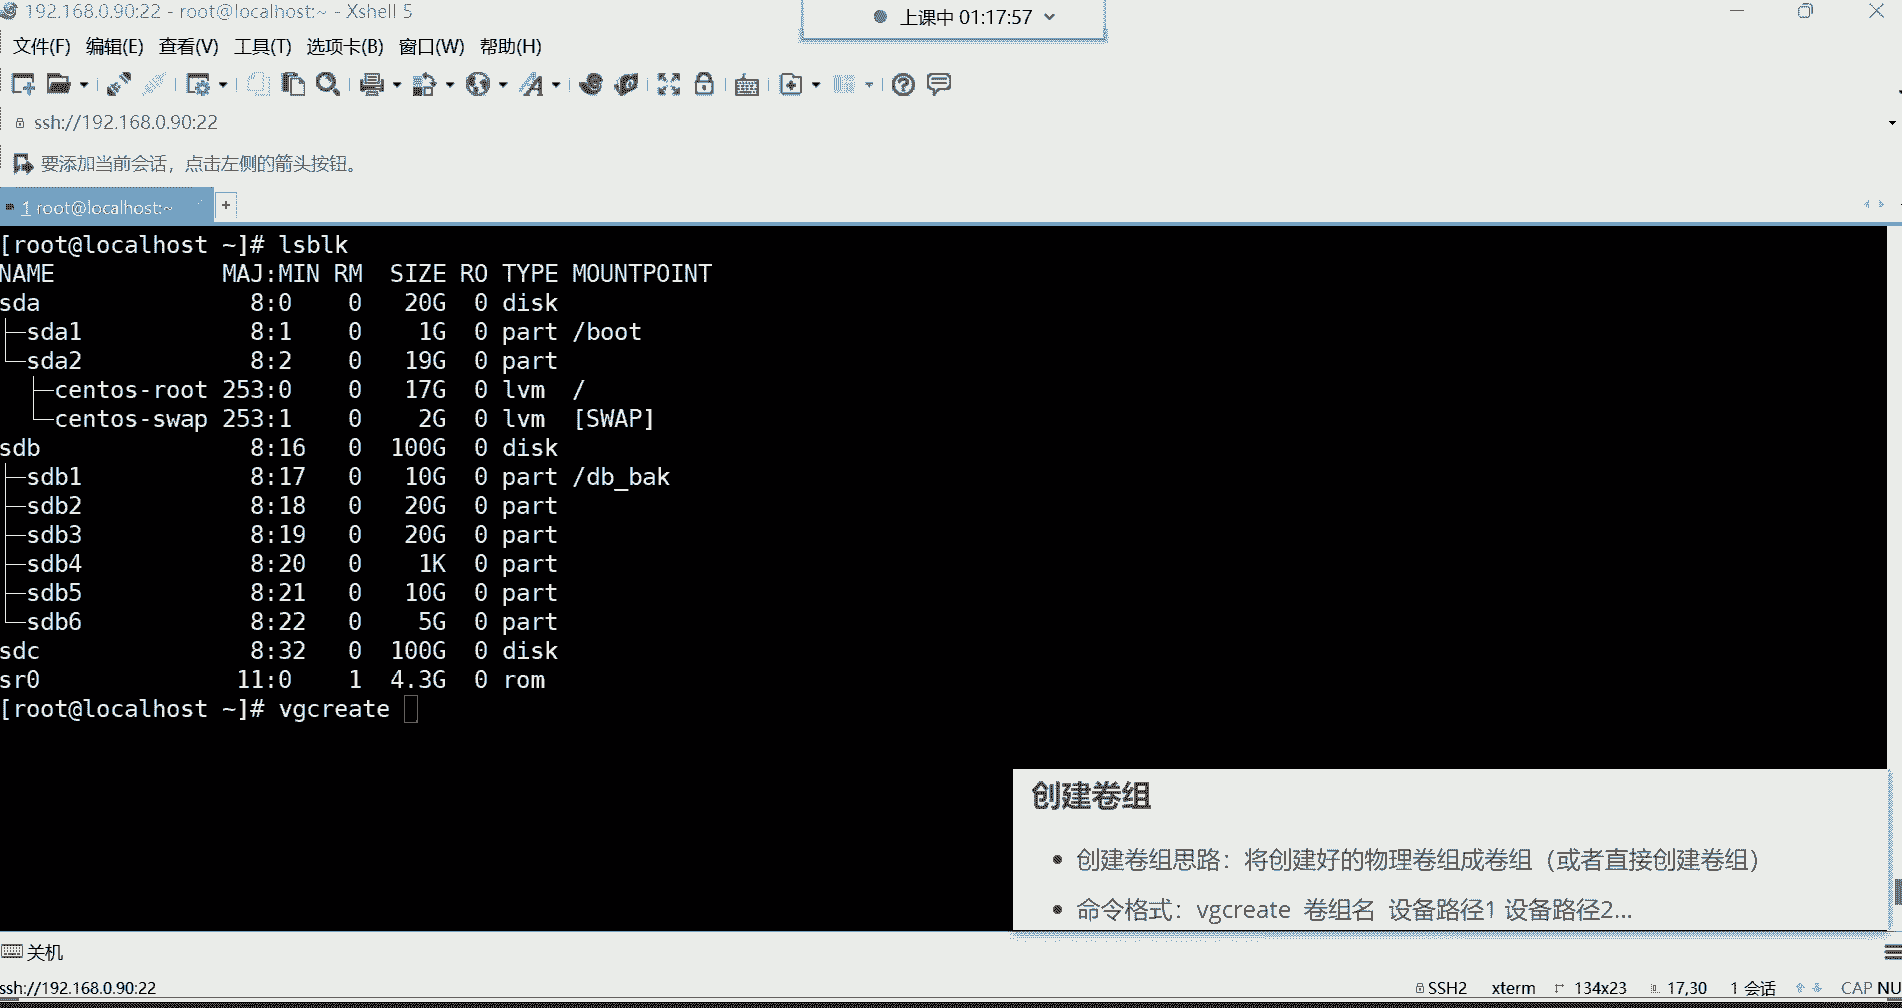 192.168.0.90:22 - root@localhost:~ - Xshell 5
上课中 01:17:57
文件(F) 编辑(E) 查看(V) 工具(T) 选项卡(B) 窗口(W) 帮助(H)
ssh://192.168.0.90:22
要添加当前会话，点击左侧的箭头按钮。
1 root@localhost:~
[root@localhost ~]# lsblk
NAME            MAJ:MIN RM  SIZE RO TYPE MOUNTPOINT
sda               8:0    0   20G  0 disk
├─sda1            8:1    0    1G  0 part /boot
└─sda2            8:2    0   19G  0 part
  ├─centos-root 253:0    0   17G  0 lvm  /
  └─centos-swap 253:1    0    2G  0 lvm  [SWAP]
sdb               8:16   0  100G  0 disk
├─sdb1            8:17   0   10G  0 part /db_bak
├─sdb2            8:18   0   20G  0 part
├─sdb3            8:19   0   20G  0 part
├─sdb4            8:20   0    1K  0 part
├─sdb5            8:21   0   10G  0 part
└─sdb6            8:22   0    5G  0 part
sdc               8:32   0  100G  0 disk
sr0              11:0    1  4.3G  0 rom
[root@localhost ~]# vgcreate
创建卷组
• 创建卷组思路：将创建好的物理卷组成卷组（或者直接创建卷组）
• 命令格式：vgcreate 卷组名 设备路径1 设备路径2...
关机
ssh://192.168.0.90:22
SSH2 xterm 134x23 17,30 1 会话 CAP NU